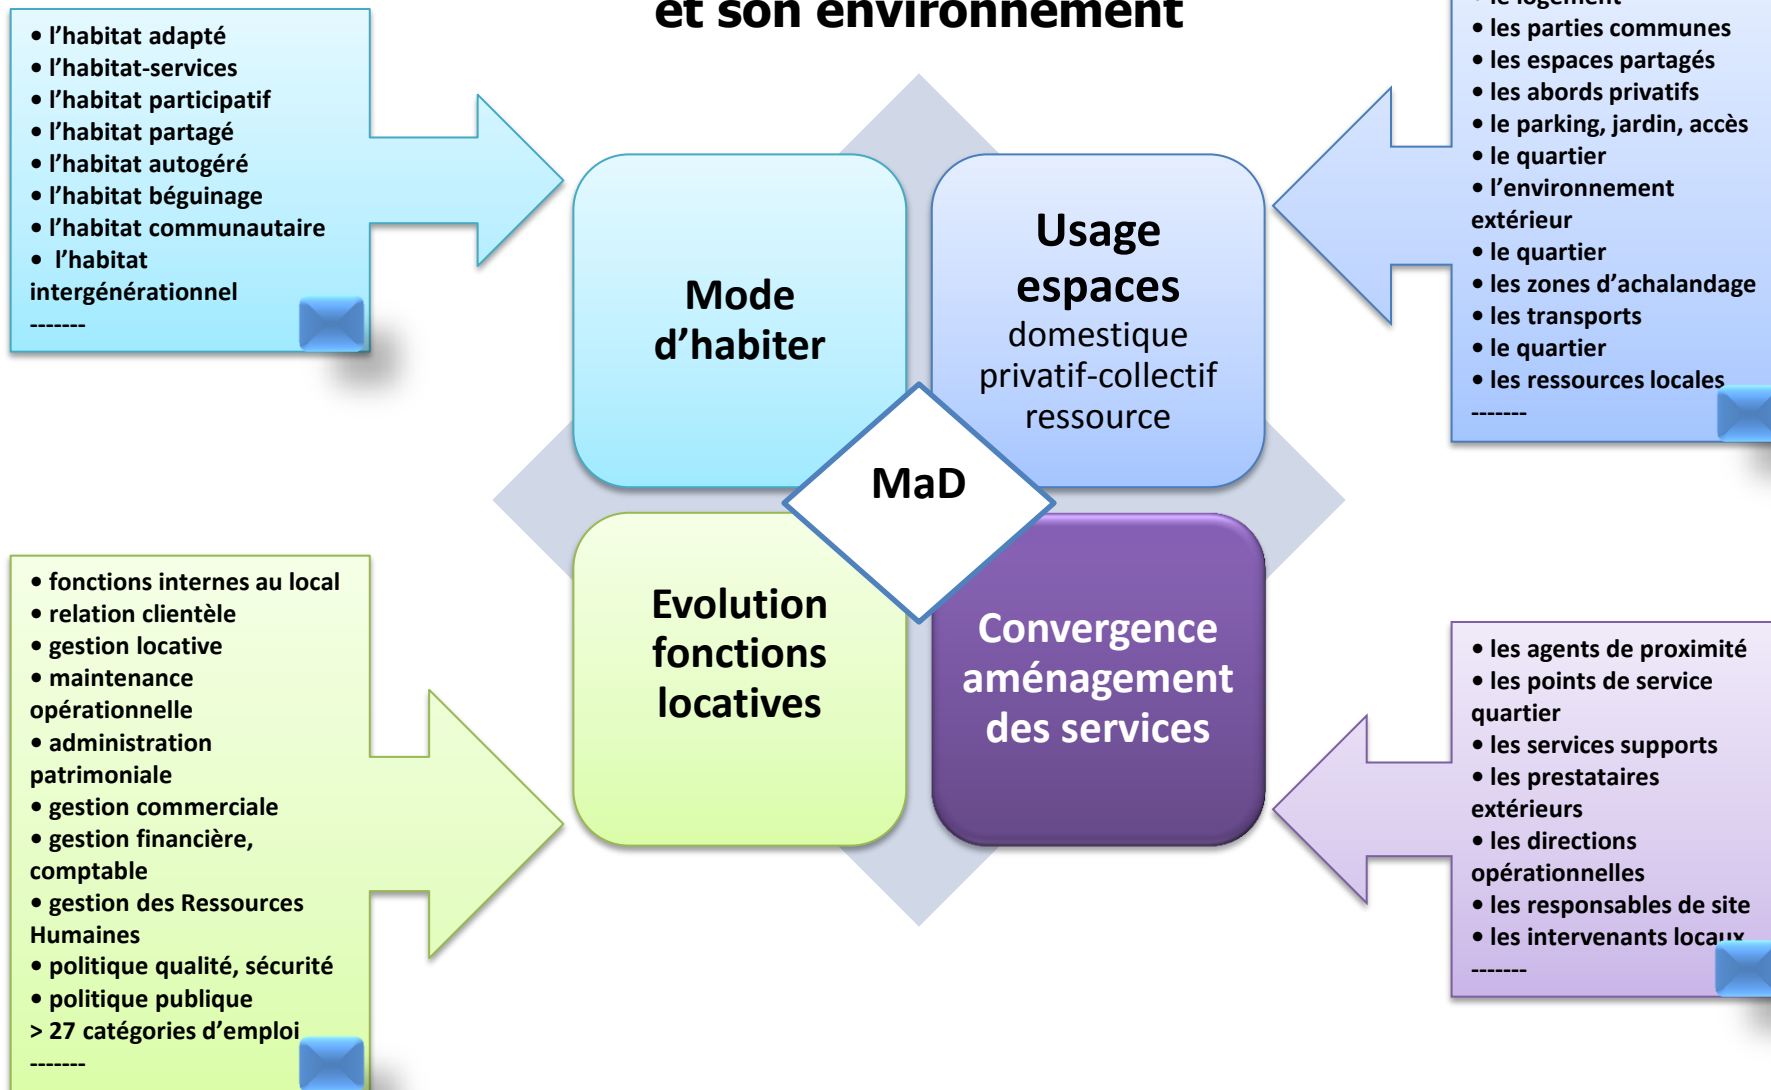 et son environnement
• l’habitat adapté
• l’habitat-services
• l’habitat participatif
• l’habitat partagé
• l’habitat autogéré
• l’habitat béguinage
• l’habitat communautaire
• l’habitat
intergénérationnel
-------
Mode
d’habiter
Usage
espaces
domestique
privatif-collectif
ressource
• le logement
• les parties communes
• les espaces partagés
• les abords privatifs
• le parking, jardin, accès
• le quartier
• l’environnement
extérieur
• le quartier
• les zones d’achalandage
• les transports
• le quartier
• les ressources locales
-------
MaD
• fonctions internes au local
• relation clientèle
• gestion locative
• maintenance
opérationnelle
• administration
patrimoniale
• gestion commerciale
• gestion financière,
comptable
• gestion des Ressources
Humaines
• politique qualité, sécurité
• politique publique
> 27 catégories d’emploi
-------
Evolution
fonctions
locatives
Convergence
aménagement
des services
• les agents de proximité
• les points de service
quartier
• les services supports
• les prestataires
extérieurs
• les directions
opérationnelles
• les responsables de site
• les intervenants locaux
-------